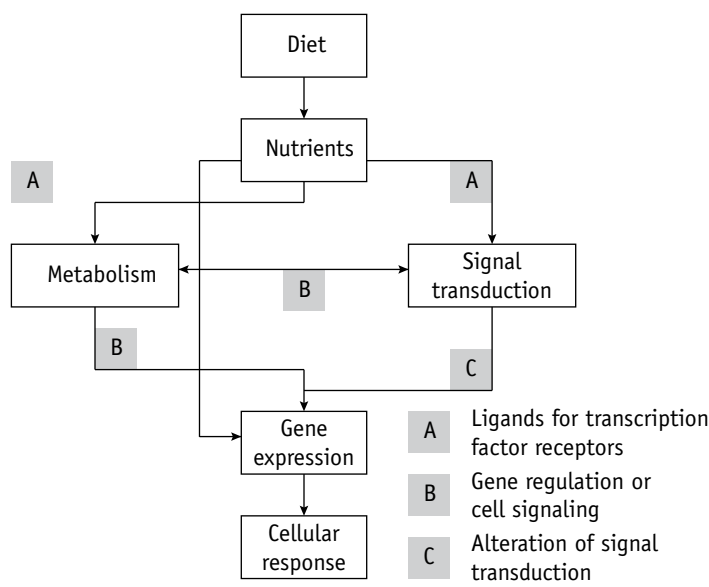 Diet
Nutrients
A
A
Metabolism
Signal
transduction
B
B
C
Gene
expression
Cellular
response
A
Ligands for transcription
factor receptors
B
Gene regulation or
cell signaling
C
Alteration of signal
transduction